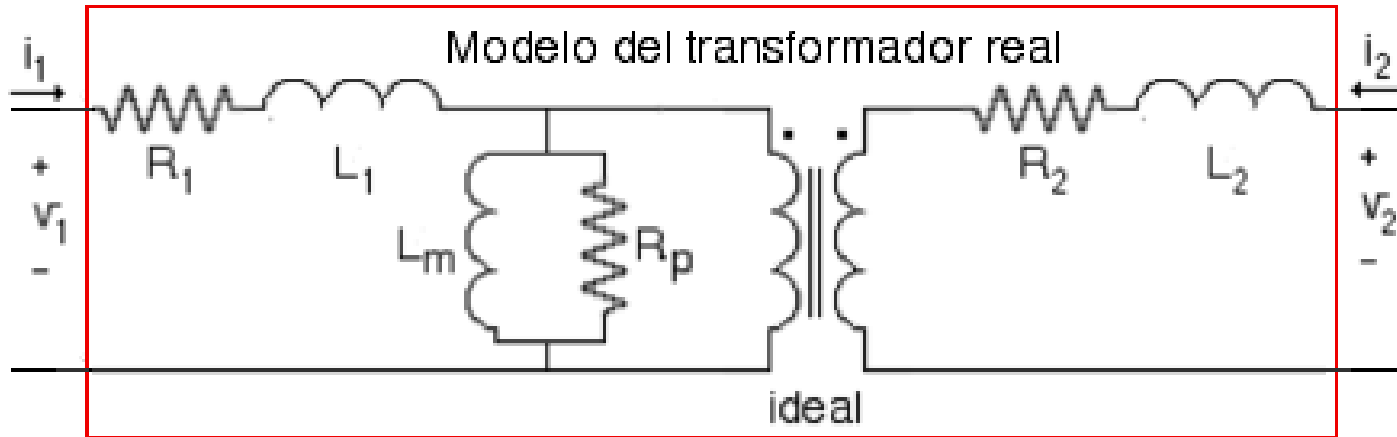 Modelo del transformador real
i1
i2
R1
L1
R2
L2
+
v1
-
Lm
Rp
+
v2
-
ideal